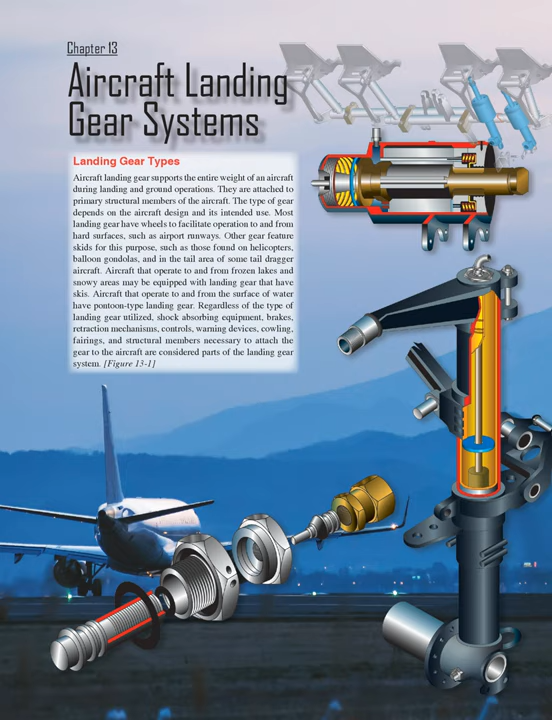 Chapter 13
Aircraft Landing
Gear Systems
Landing Gear Types
Aircraft landing gear supports the entire weight of an aircraft
during landing and ground operations. They are attached to
primary structural members of the aircraft. The type of gear
depends on the aircraft design and its intended use. Most
landing gear have wheels to facilitate operation to and from
hard surfaces, such as airport runways. Other gear feature
skids for this purpose, such as those found on helicopters,
balloon gondolas, and in the tail area of some tail dragger
aircraft. Aircraft that operate to and from frozen lakes and
snowy areas may be equipped with landing gear that have
skis. Aircraft that operate to and from the surface of water
have pontoon-type landing gear. Regardless of the type of
landing gear utilized, shock absorbing equipment, brakes,
retraction mechanisms, controls, warning devices, cowling,
fairings, and structural members necessary to attach the
gear to the aircraft are considered parts of the landing gear
system. [Figure 13-1]